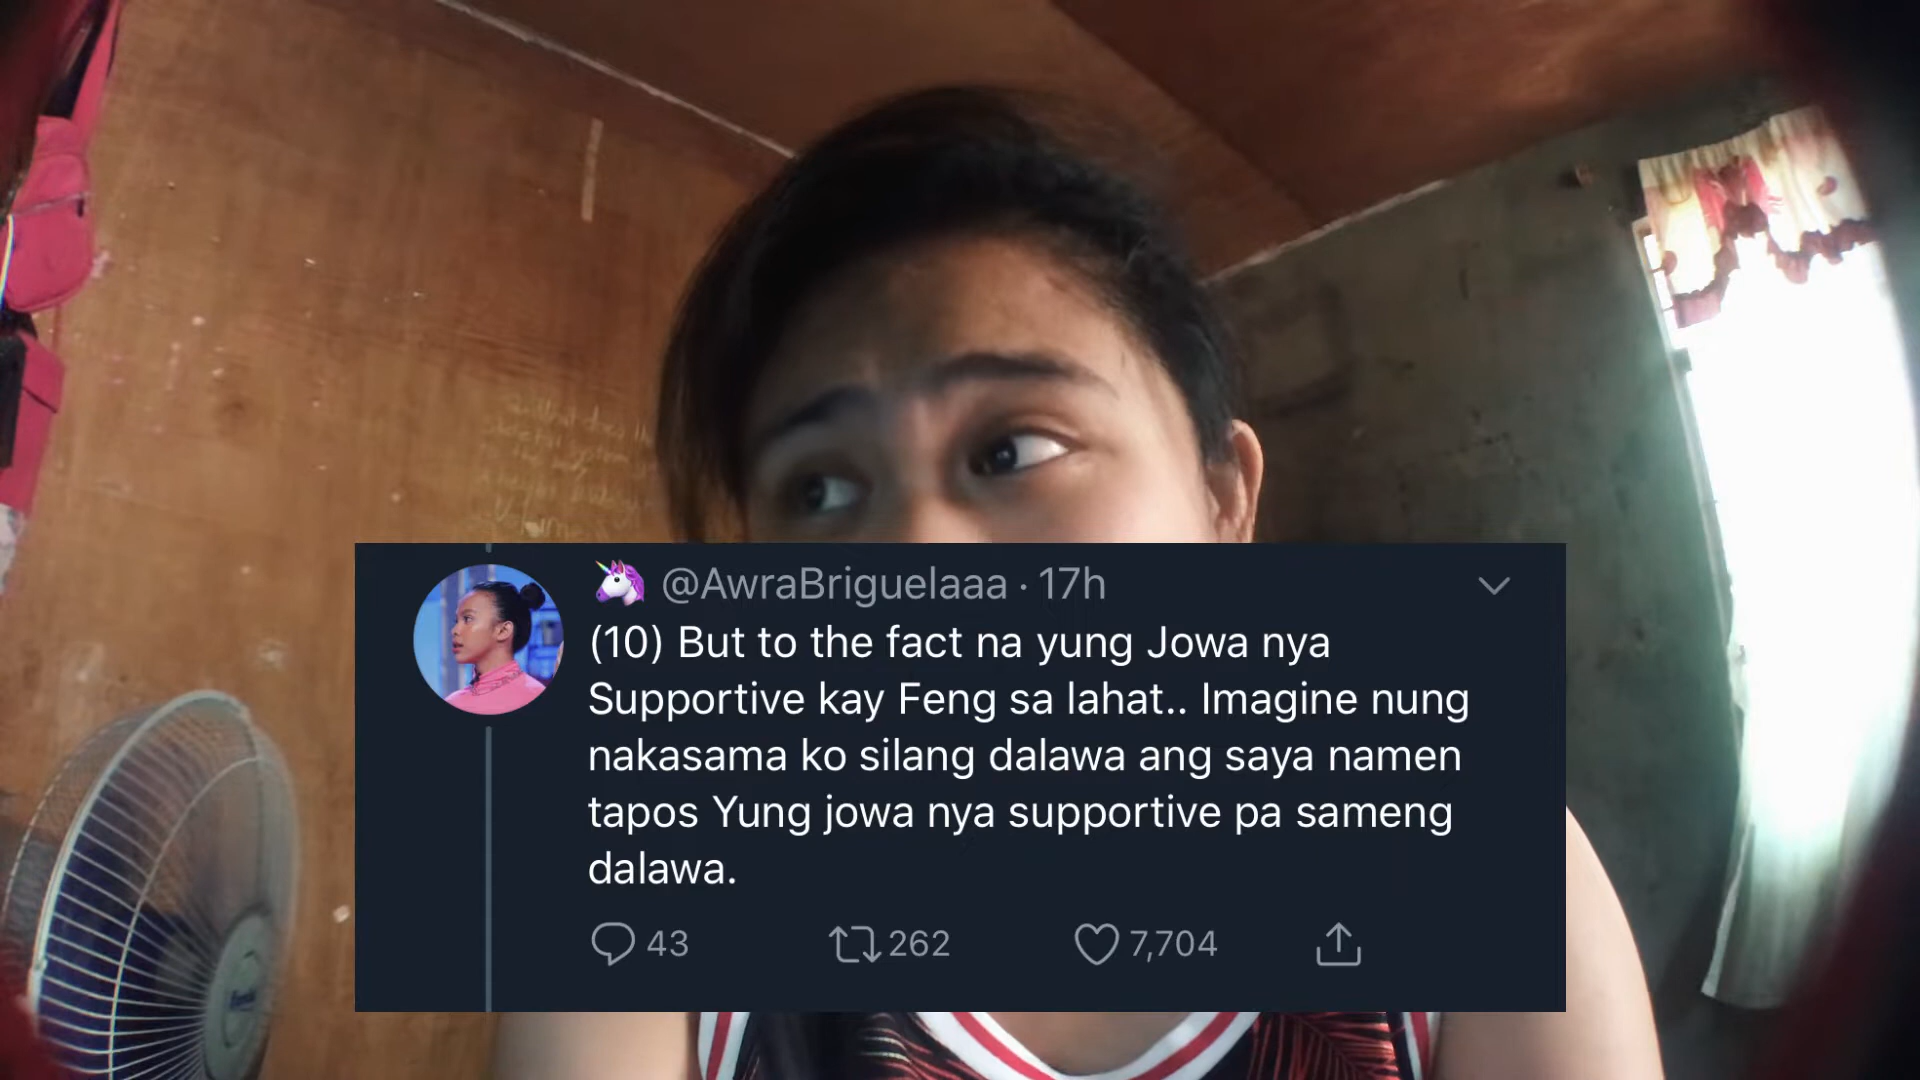 @AwraBriguelaaa · 17h
(10) But to the fact na yung Jowa nya
Supportive kay Feng sa lahat.. Imagine nung
nakasama ko silang dalawa ang saya namen
tapos Yung jowa nya supportive pa sameng
dalawa.
43 262 7,704